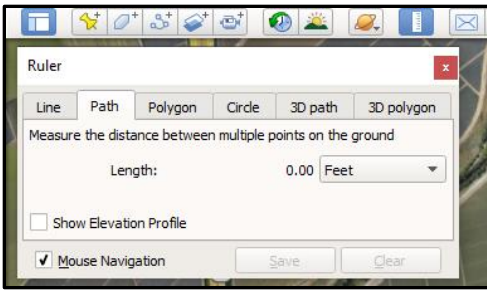 Ruler
x
Line Path Polygon Circle 3D path 3D polygon
Measure the distance between multiple points on the ground
Length: 0.00 Feet
Show Elevation Profile
Mouse Navigation Save Clear